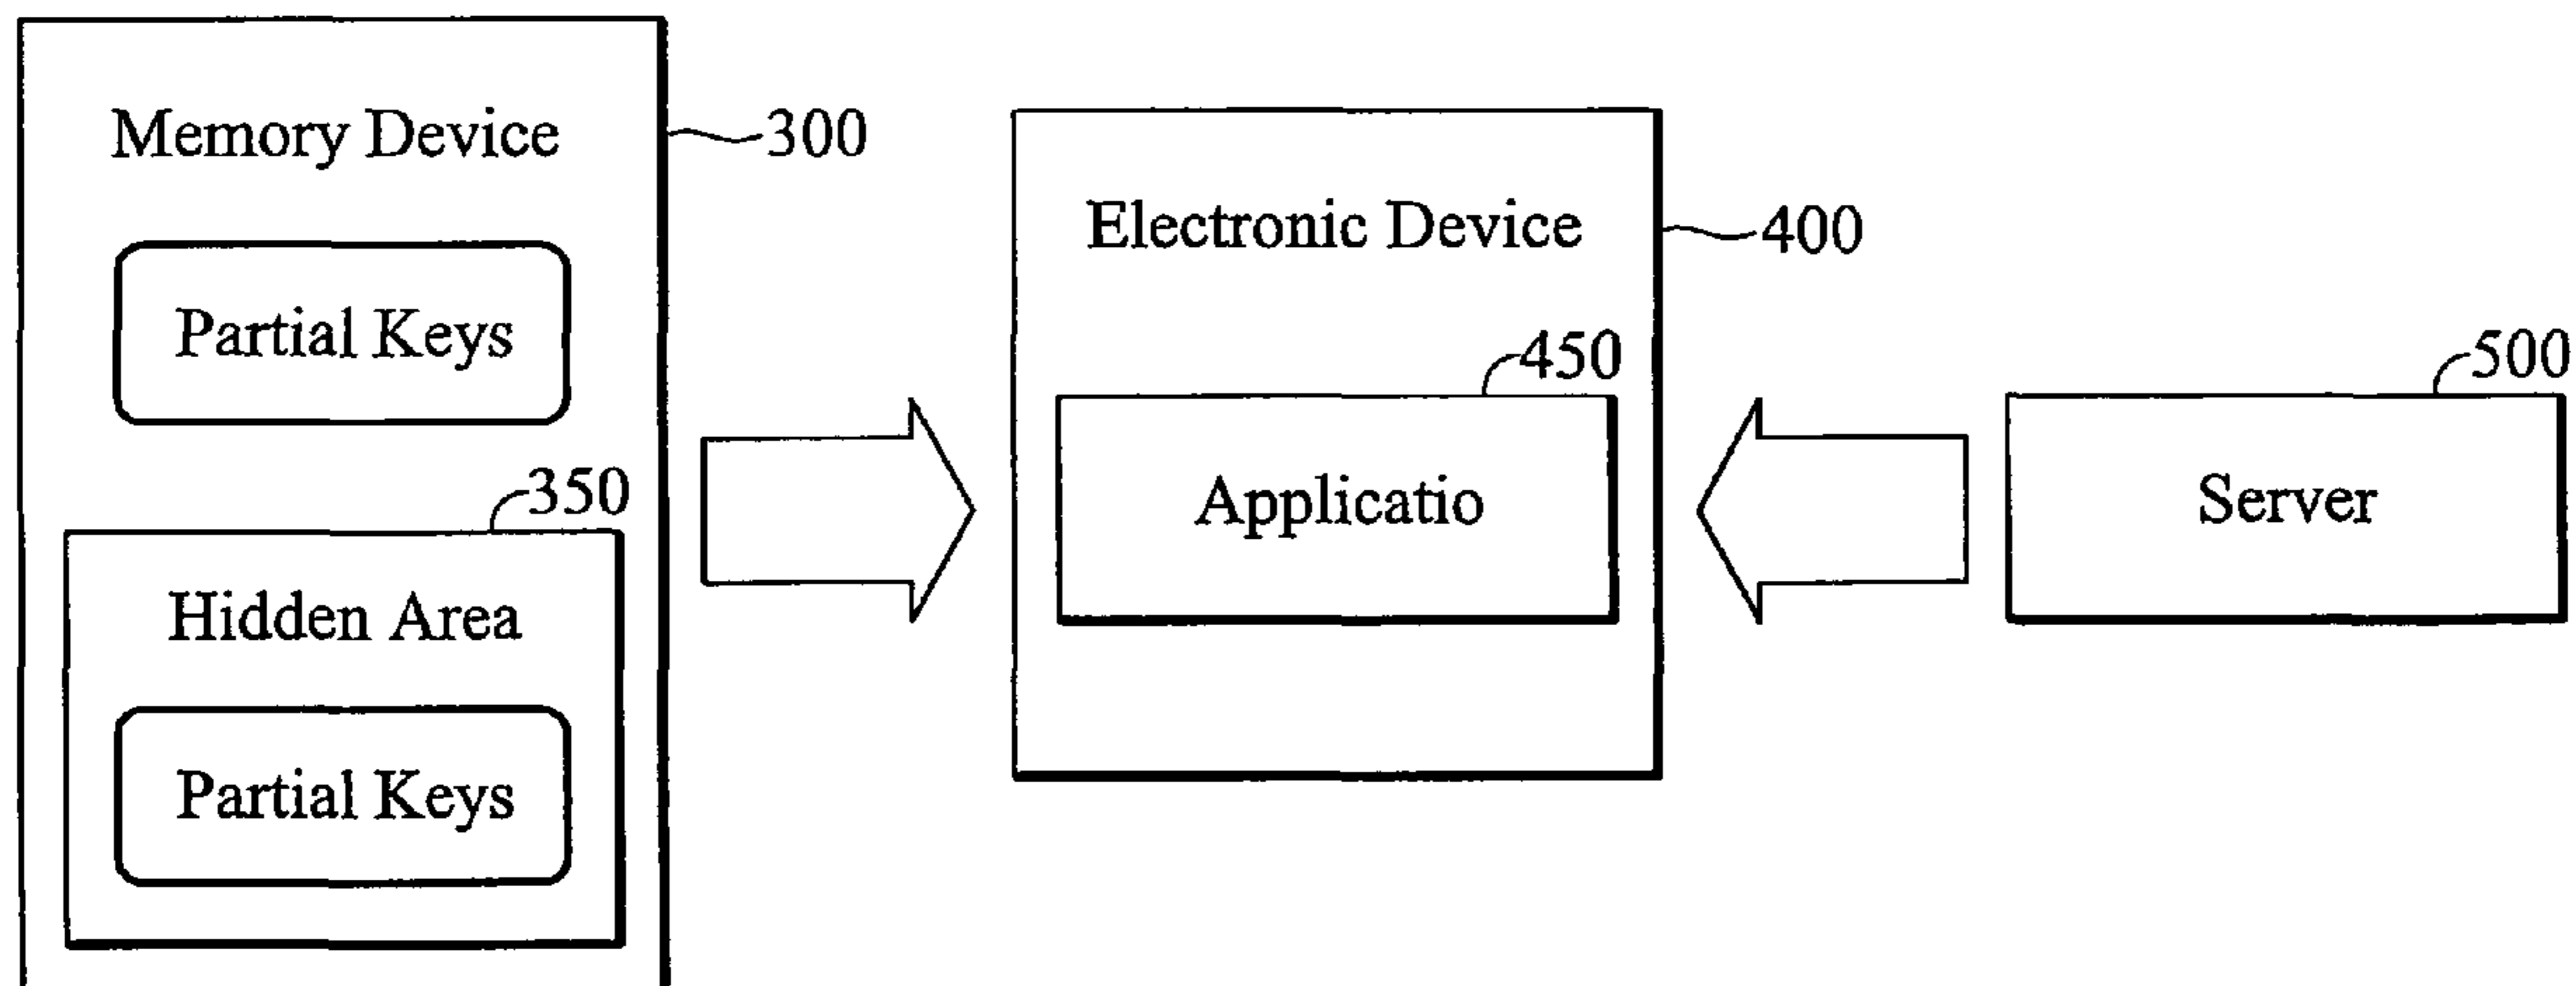 Memory Device
300
Partial Keys
350
Hidden Area
Partial Keys
Electronic Device
400
450
Applicatio
500
Server